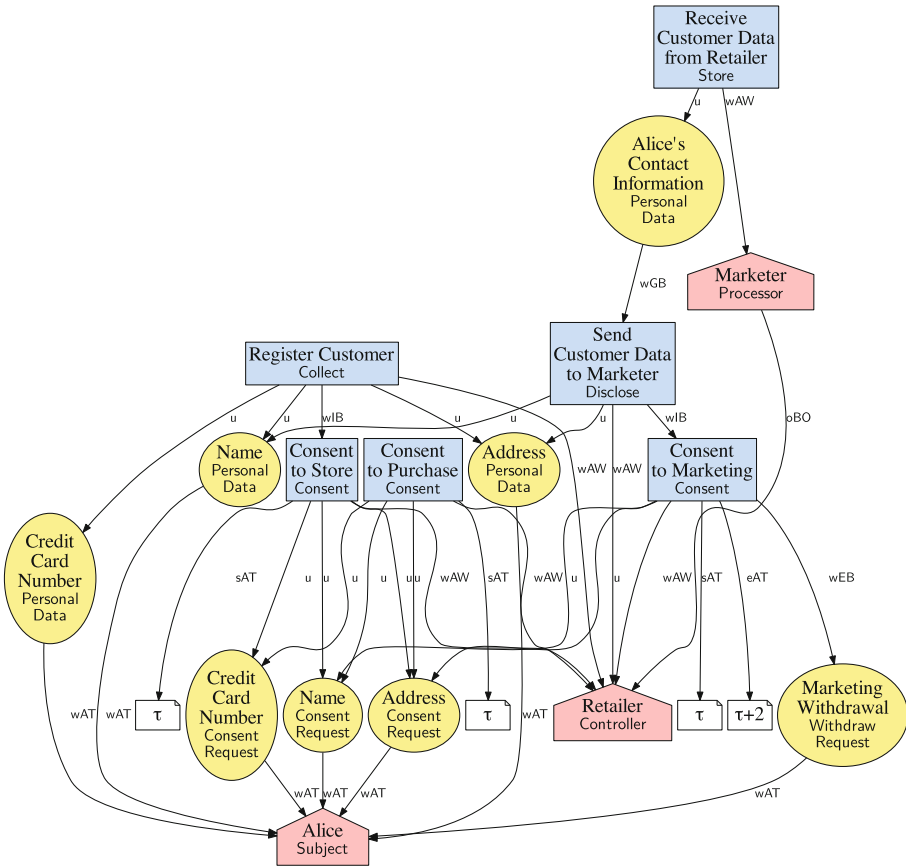 Receive
Customer Data
from Retailer
Store
u
wAW
Alice's
Contact
Information
Personal
Data
wGB
Marketer
Processor
Send
Customer Data
to Marketer
Disclose
Register Customer
Collect
u
u
wIB
u
u
wIB
oBO
wAW
wAW
Name
Personal
Data
Consent
to Store
Consent
Consent
to Purchase
Consent
Address
Personal
Data
Consent
to Marketing
Consent
Credit
Card
Number
Personal
Data
sAT
u
u
u
u
u
u
wAW
sAT
wAW
u
u
wAW
sAT
eAT
wEB
wAT
wAT
τ
Credit
Card
Number
Consent
Request
Name
Consent
Request
Address
Consent
Request
τ
wAT
Retailer
Controller
τ
τ+2
Marketing
Withdrawal
Withdraw
Request
wAT
wAT
wAT
wAT
Alice
Subject